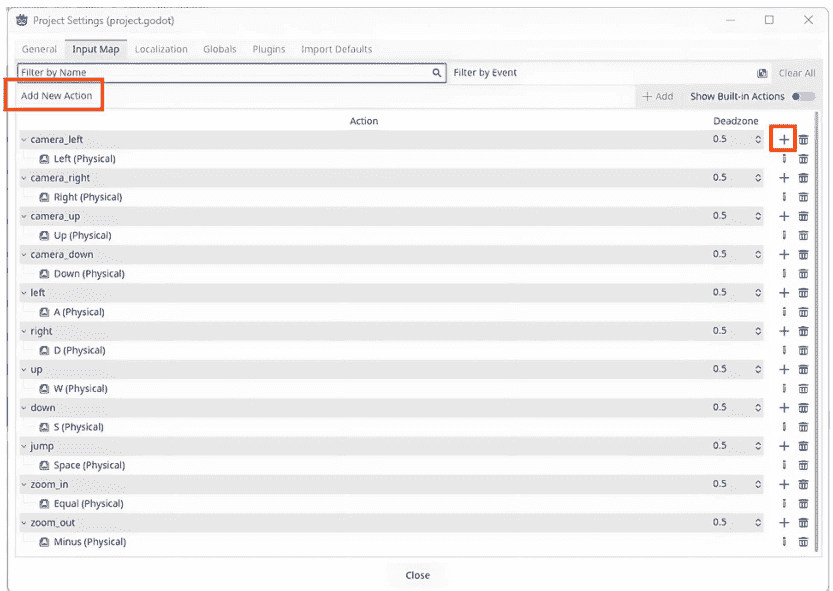 Project Settings (project.godot)
General Input Map Localization Globals Plugins Import Defaults
Filter by Name Filter by Event Clear All
Add New Action + Add Show Built-in Actions
Action Deadzone
camera_left 0.5
Left (Physical)
camera_right 0.5
Right (Physical)
camera_up 0.5
Up (Physical)
camera_down 0.5
Down (Physical)
left 0.5
A (Physical)
right 0.5
D (Physical)
up 0.5
W (Physical)
down 0.5
S (Physical)
jump 0.5
Space (Physical)
zoom_in 0.5
Equal (Physical)
zoom_out 0.5
Minus (Physical)
Close